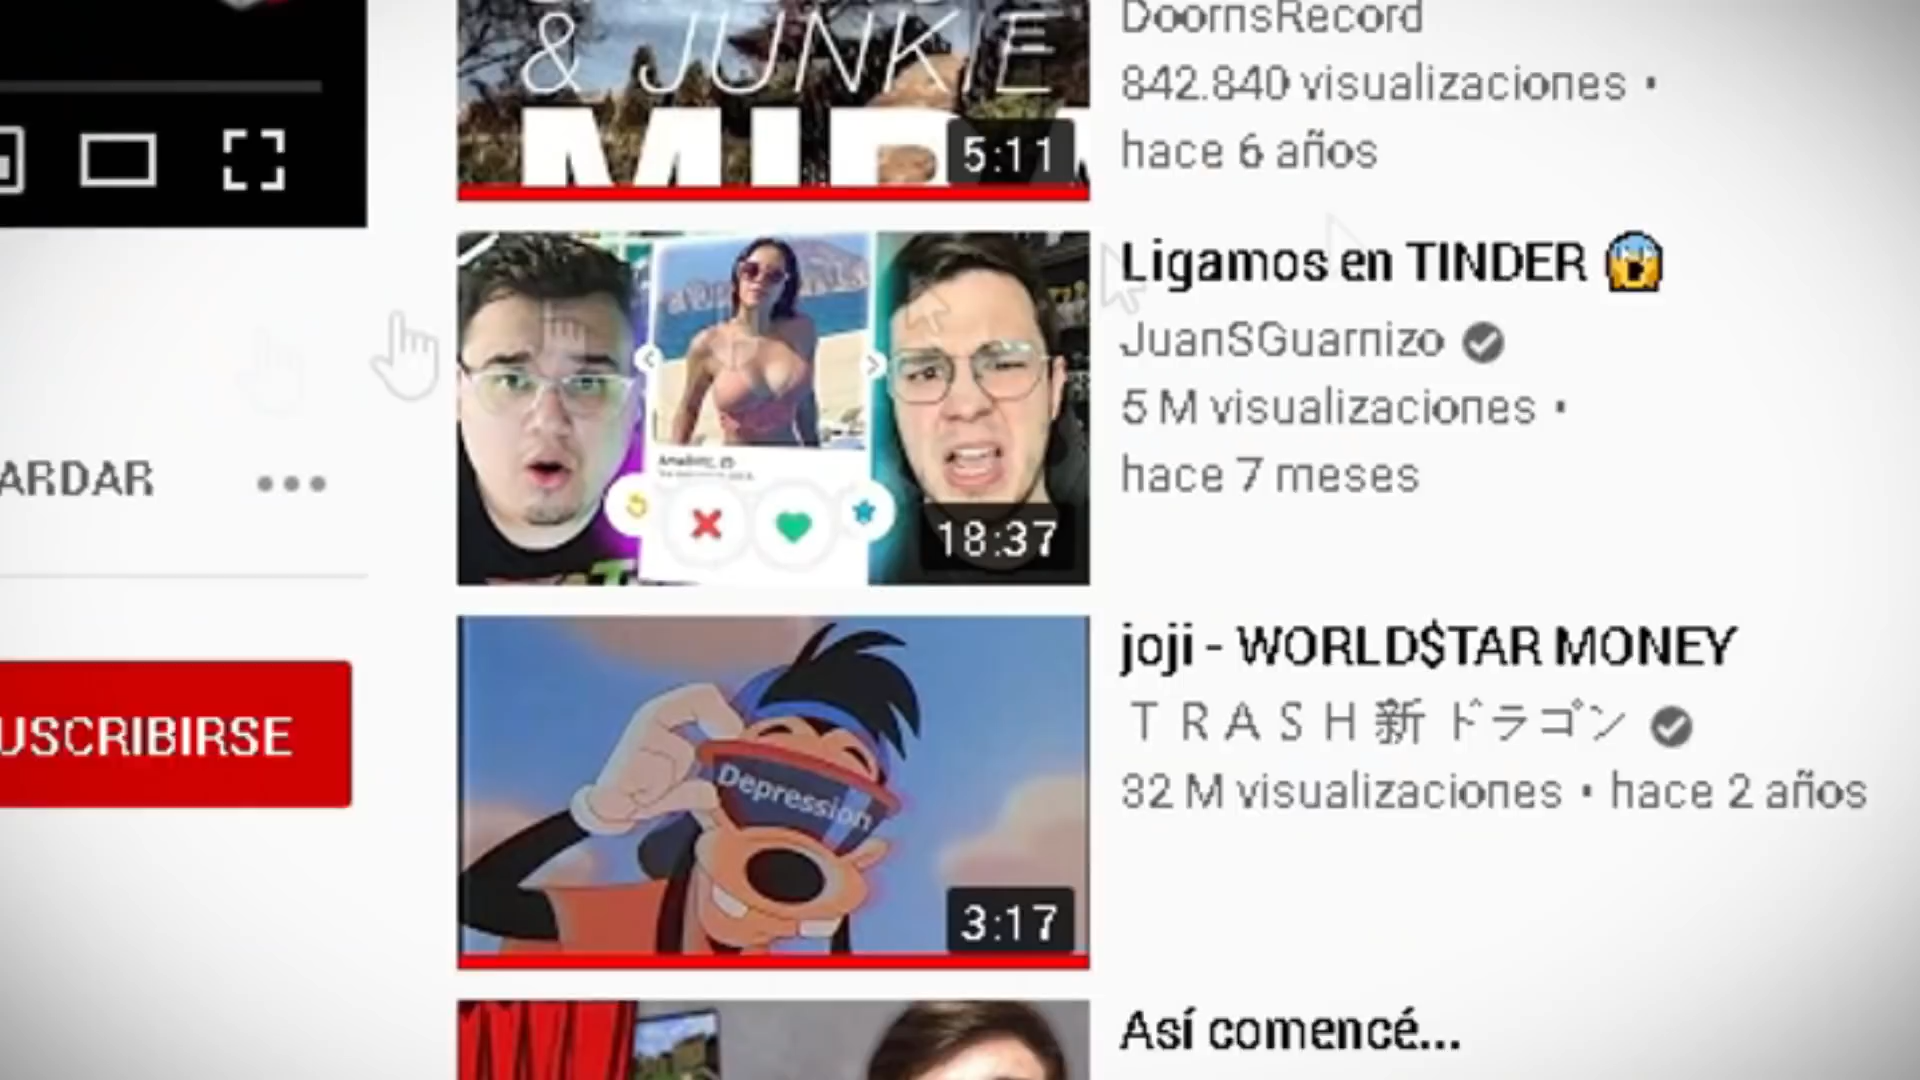 DoornsRecord
& JUNKIE
842.840 visualizaciones •
5:11
hace 6 años
Ligamos en TINDER 😱
JuanSGuarnizo
5 M visualizaciones •
ARDAR
hace 7 meses
18:37
joji - WORLD$TAR MONEY
USCRIBIRSE
T R A S H 新 ドラゴン
Depression
32 M visualizaciones • hace 2 años
3:17
Así comencé...